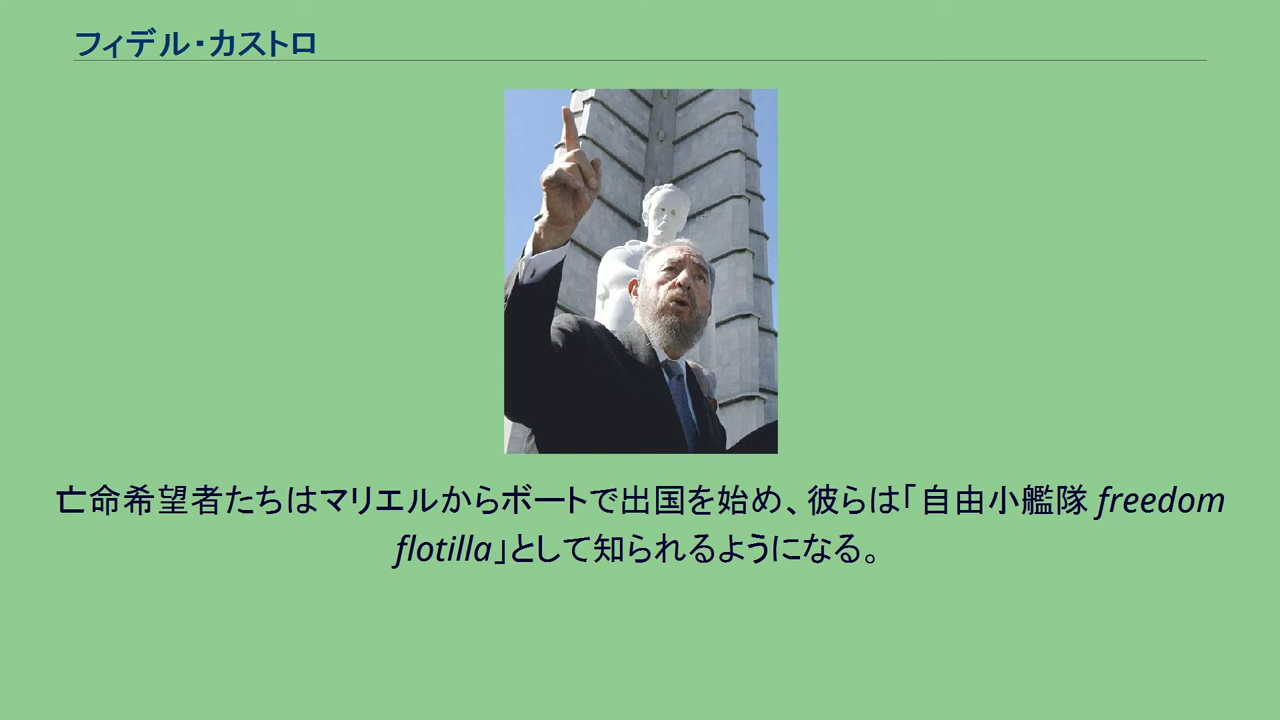 フィデル・カストロ
亡命希望者たちはマリエルからボートで出国を始め、彼らは「自由小艦隊 freedom
flotilla」として知られるようになる。